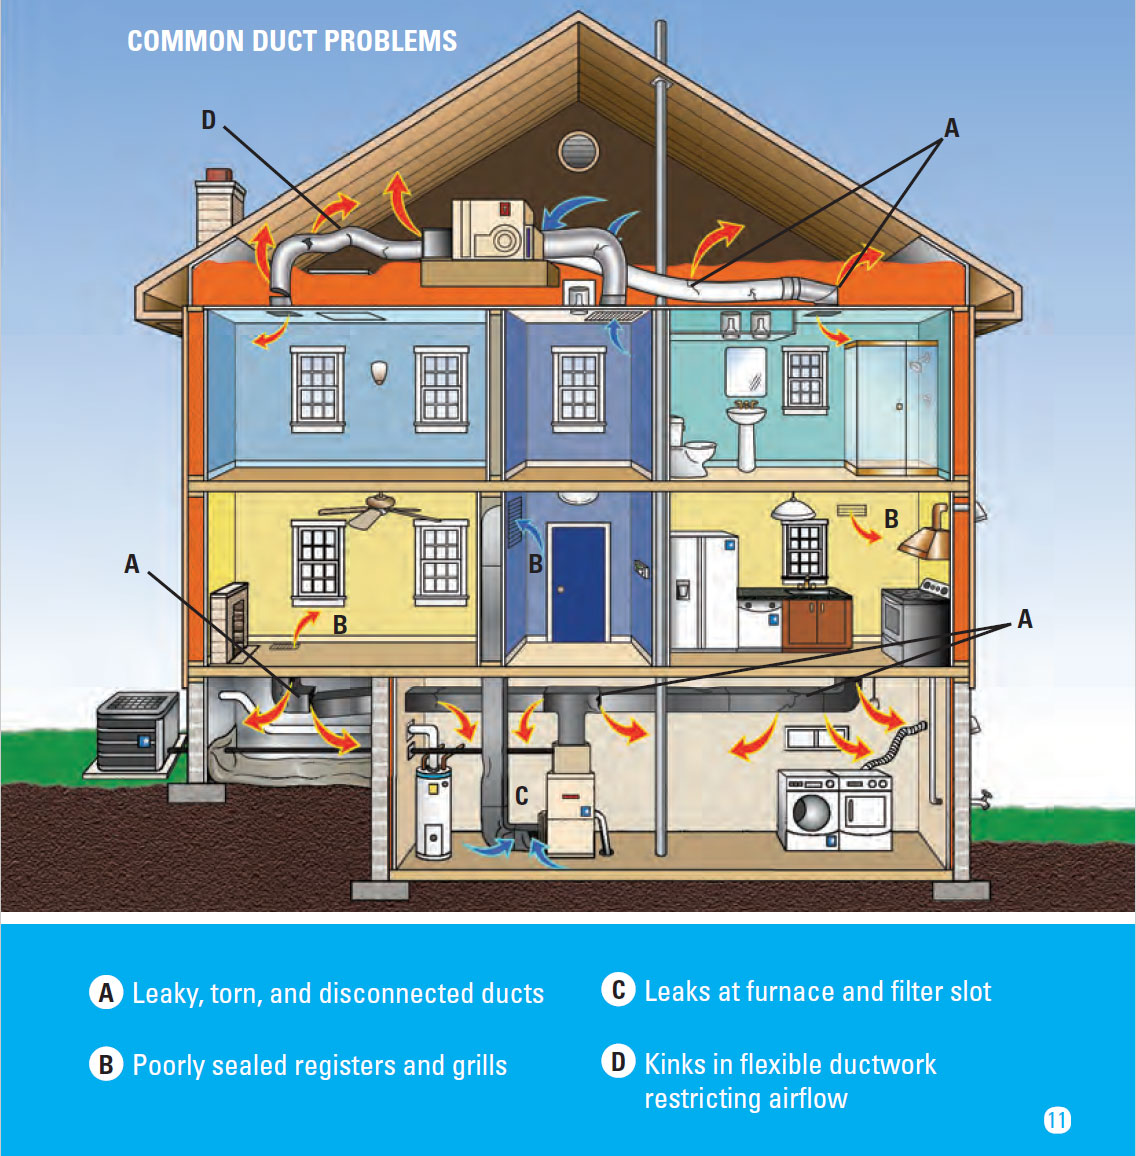 COMMON DUCT PROBLEMS
D
A
B
B
A
B
A
C
A Leaky, torn, and disconnected ducts
B Poorly sealed registers and grills
C Leaks at furnace and filter slot
D Kinks in flexible ductwork
restricting airflow
11